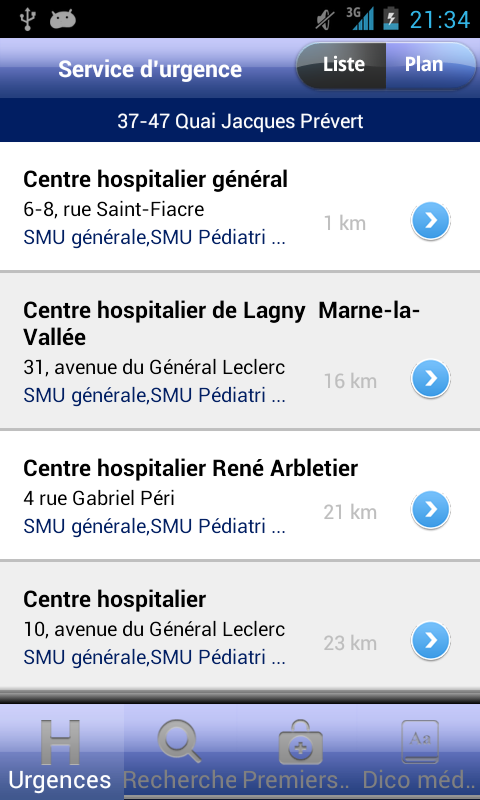 3G 21:34
Service d'urgence Liste Plan
37-47 Quai Jacques Prévert
Centre hospitalier général
6-8, rue Saint-Fiacre
1 km
SMU générale,SMU Pédiatri ...
Centre hospitalier de Lagny  Marne-la-
Vallée
31, avenue du Général Leclerc
16 km
SMU générale,SMU Pédiatri ...
Centre hospitalier René Arbletier
4 rue Gabriel Péri
21 km
SMU générale,SMU Pédiatri ...
Centre hospitalier
10, avenue du Général Leclerc
23 km
SMU générale,SMU Pédiatri ...
H Aa
Urgences Recherche Premiers.. Dico méd..